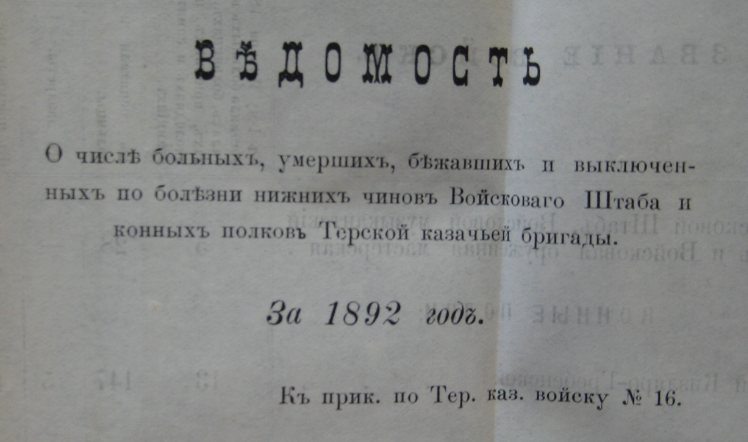 ВѢДОМОСТЬ
О числѣ больныхъ, умершихъ, бѣжавшихъ и выключен-
ныхъ по болѣзни нижнихъ чиновъ Войсковаго Штаба и
конныхъ полковъ Терской казачьей бригады.
За 1892 годъ.
Къ прик. по Тер. каз. войску № 16.